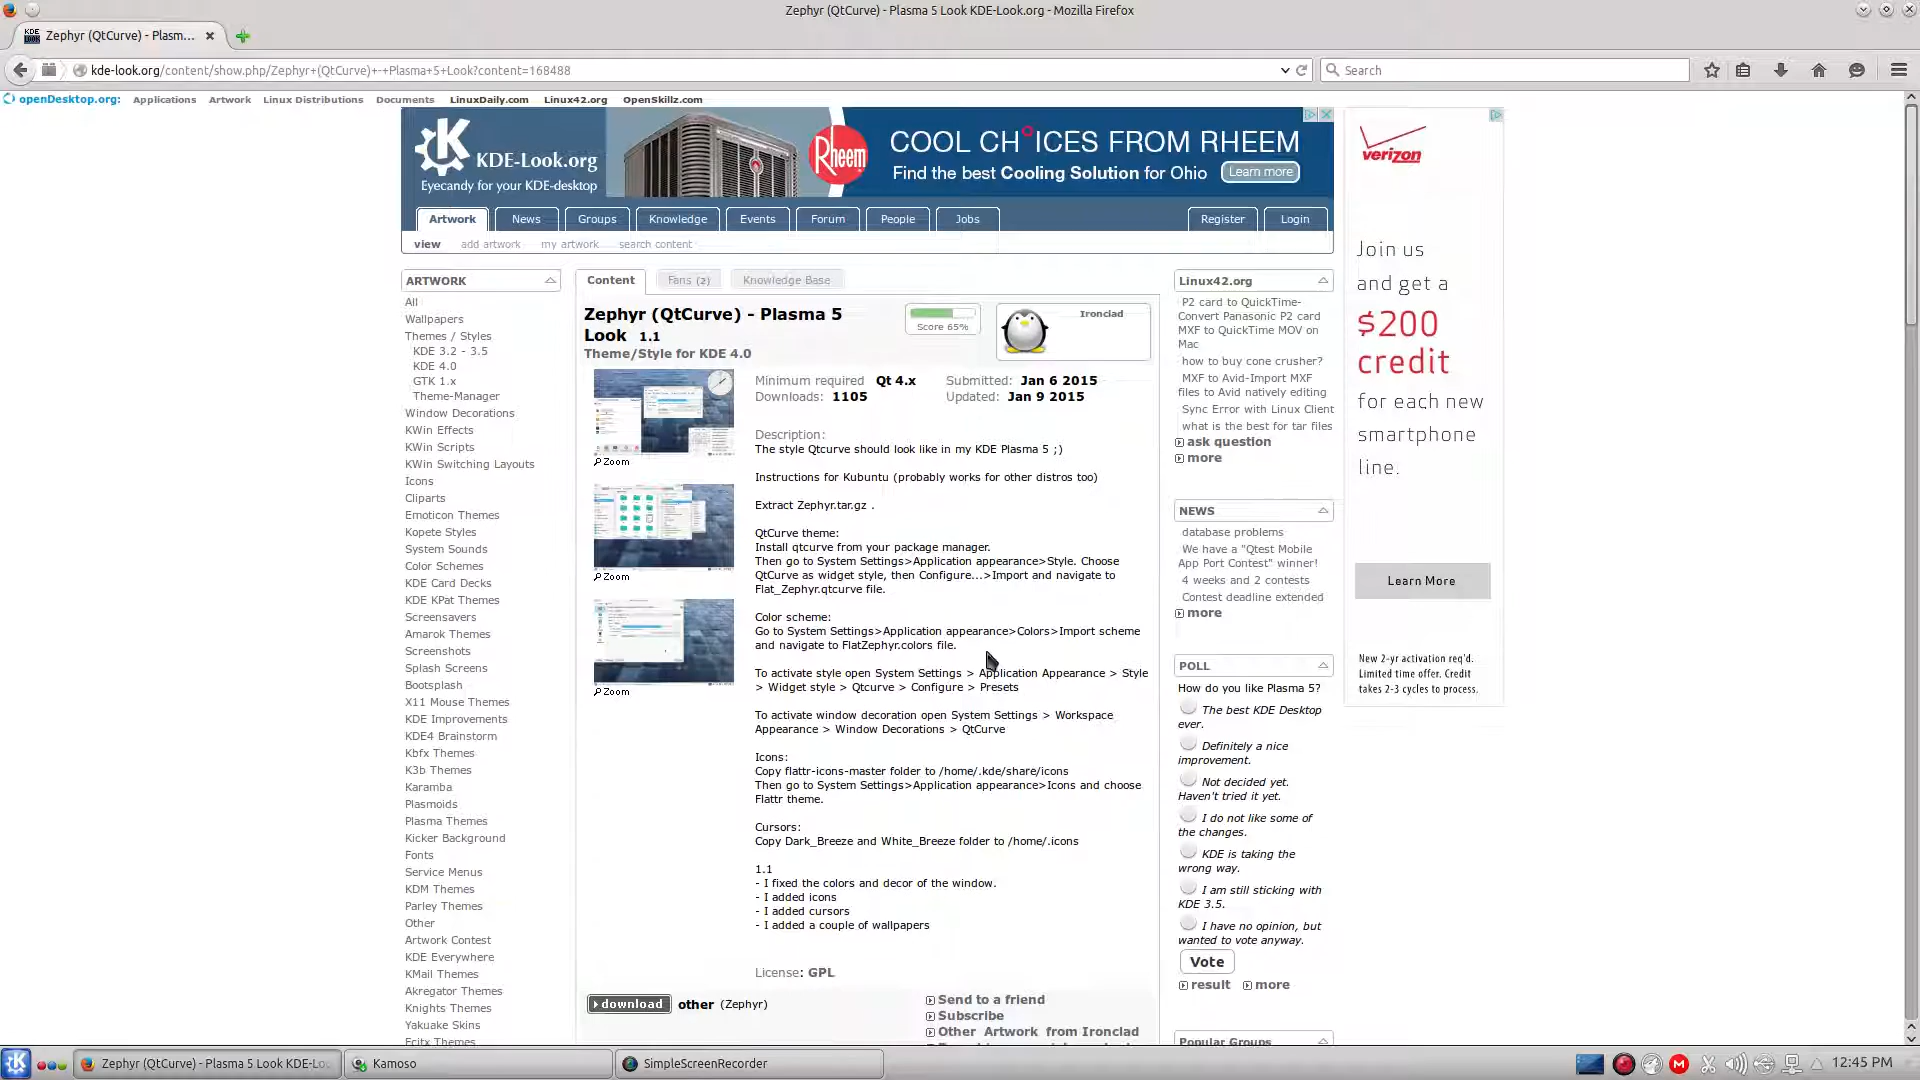 Zephyr (QtCurve) - Plasma 5 Look KDE-Look.org - Mozilla Firefox
Zephyr (QtCurve) - Plasm...
kde-look.org/content/show.php/Zephyr+(QtCurve)+-+Plasma+5+Look?content=168488
Search
openDesktop.org: Applications Artwork Linux Distributions Documents LinuxDaily.com Linux42.org OpenSkillz.com
KDE-Look.org
Eyecandy for your KDE-desktop
Rheem
COOL CHOICES FROM RHEEM
Find the best Cooling Solution for Ohio Learn more
Artwork News Groups Knowledge Events Forum People Jobs Register Login
view add artwork my artwork search content
ARTWORK
All
Wallpapers
Themes / Styles
KDE 3.2 - 3.5
KDE 4.0
GTK 1.x
Theme-Manager
Window Decorations
KWin Effects
KWin Scripts
KWin Switching Layouts
Icons
Cliparts
Emoticon Themes
Kopete Styles
System Sounds
Color Schemes
KDE Card Decks
KDE KPat Themes
Screensavers
Amarok Themes
Screenshots
Splash Screens
Bootsplash
X11 Mouse Themes
KDE Improvements
KDE4 Brainstorm
Kbfx Themes
K3b Themes
Karamba
Plasmoids
Plasma Themes
Kicker Background
Fonts
Service Menus
KDM Themes
Parley Themes
Other
Artwork Contest
KDE Everywhere
KMail Themes
Akregator Themes
Knights Themes
Yakuake Skins
Fcitx Themes
Content Fans (2) Knowledge Base
Zephyr (QtCurve) - Plasma 5
Look 1.1
Theme/Style for KDE 4.0
Score 65%
Ironclad
Zoom
Zoom
Zoom
Minimum required Qt 4.x Submitted: Jan 6 2015
Downloads: 1105 Updated: Jan 9 2015
Description:
The style Qtcurve should look like in my KDE Plasma 5 ;)
Instructions for Kubuntu (probably works for other distros too)
Extract Zephyr.tar.gz .
QtCurve theme:
Install qtcurve from your package manager.
Then go to System Settings>Application appearance>Style. Choose
QtCurve as widget style, then Configure...>Import and navigate to
Flat_Zephyr.qtcurve file.
Color scheme:
Go to System Settings>Application appearance>Colors>Import scheme
and navigate to FlatZephyr.colors file.
To activate style open System Settings > Application Appearance > Style
> Widget style > Qtcurve > Configure > Presets
To activate window decoration open System Settings > Workspace
Appearance > Window Decorations > QtCurve
Icons:
Copy flattr-icons-master folder to /home/.kde/share/icons
Then go to System Settings>Application appearance>Icons and choose
Flattr theme.
Cursors:
Copy Dark_Breeze and White_Breeze folder to /home/.icons
1.1
- I fixed the colors and decor of the window.
- I added icons
- I added cursors
- I added a couple of wallpapers
License: GPL
download other (Zephyr)
Send to a friend
Subscribe
Other Artwork from Ironclad
Linux42.org
P2 card to QuickTime-
Convert Panasonic P2 card
MXF to QuickTime MOV on
Mac
how to buy cone crusher?
MXF to Avid-Import MXF
files to Avid natively editing
Sync Error with Linux Client
what is the best for tar files
ask question
more
NEWS
database problems
We have a "Qtest Mobile
App Port Contest" winner!
4 weeks and 2 contests
Contest deadline extended
more
POLL
How do you like Plasma 5?
The best KDE Desktop
ever.
Definitely a nice
improvement.
Not decided yet.
Haven't tried it yet.
I do not like some of
the changes.
KDE is taking the
wrong way.
I am still sticking with
KDE 3.5.
I have no opinion, but
wanted to vote anyway.
Vote
result more
Popular Groups
verizon
Join us
and get a
$200
credit
for each new
smartphone
line.
Learn More
New 2-yr activation req'd.
Limited time offer. Credit
takes 2-3 cycles to process.
Zephyr (QtCurve) - Plasma 5 Look KDE-Lo
Kamoso
SimpleScreenRecorder
12:45 PM